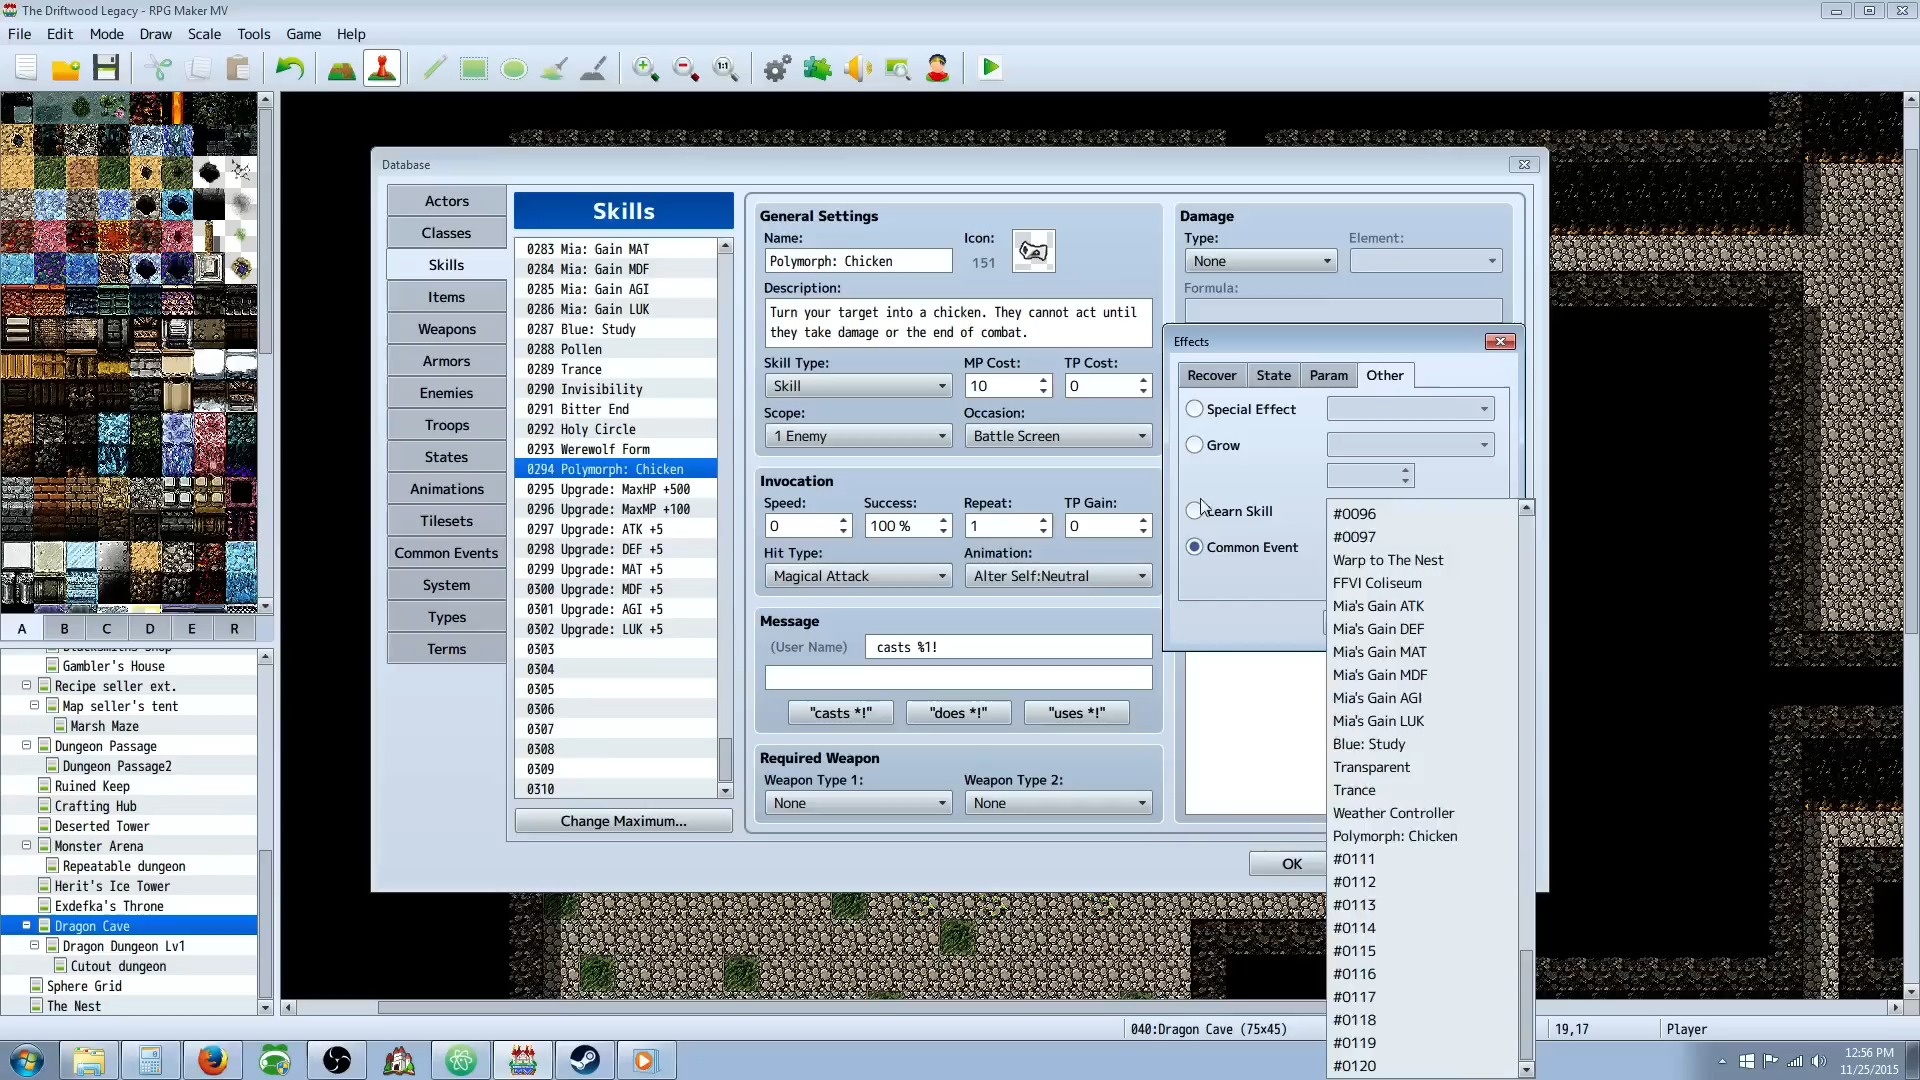 The Driftwood Legacy - RPG Maker MV
File Edit Mode Draw Scale Tools Game Help
1:1
Database
Actors
Classes
Skills
Items
Weapons
Armors
Enemies
Troops
States
Animations
Tilesets
Common Events
System
Types
Terms
Skills
0283 Mia: Gain MAT
0284 Mia: Gain MDF
0285 Mia: Gain AGI
0286 Mia: Gain LUK
0287 Blue: Study
0288 Pollen
0289 Trance
0290 Invisibility
0291 Bitter End
0292 Holy Circle
0293 Werewolf Form
0294 Polymorph: Chicken
0295 Upgrade: MaxHP +500
0296 Upgrade: MaxMP +100
0297 Upgrade: ATK +5
0298 Upgrade: DEF +5
0299 Upgrade: MAT +5
0300 Upgrade: MDF +5
0301 Upgrade: AGI +5
0302 Upgrade: LUK +5
0303
0304
0305
0306
0307
0308
0309
0310
Change Maximum...
General Settings
Name: Icon:
Polymorph: Chicken 151
Description:
Turn your target into a chicken. They cannot act until
they take damage or the end of combat.
Skill Type: MP Cost: TP Cost:
Skill 10 0
Scope: Occasion:
1 Enemy Battle Screen
Invocation
Speed: Success: Repeat: TP Gain:
0 100 % 1 0
Hit Type: Animation:
Magical Attack Alter Self:Neutral
Message
(User Name) casts %1!
"casts *!" "does *!" "uses *!"
Required Weapon
Weapon Type 1: Weapon Type 2:
None None
Damage
Type: Element:
None
Formula:
OK
Effects
Recover State Param Other
Special Effect
Grow
Learn Skill
Common Event
#0096
#0097
Warp to The Nest
FFVI Coliseum
Mia's Gain ATK
Mia's Gain DEF
Mia's Gain MAT
Mia's Gain MDF
Mia's Gain AGI
Mia's Gain LUK
Blue: Study
Transparent
Trance
Weather Controller
Polymorph: Chicken
#0111
#0112
#0113
#0114
#0115
#0116
#0117
#0118
#0119
#0120
A B C D E R
Blacksmiths Shop
Gambler's House
Recipe seller ext.
Map seller's tent
Marsh Maze
Dungeon Passage
Dungeon Passage2
Ruined Keep
Crafting Hub
Deserted Tower
Monster Arena
Repeatable dungeon
Herit's Ice Tower
Exdefka's Throne
Dragon Cave
Dragon Dungeon Lv1
Cutout dungeon
Sphere Grid
The Nest
040:Dragon Cave (75x45) 19,17 Player
12:56 PM
11/25/2015